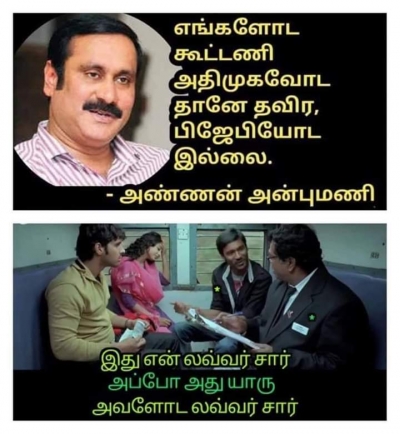 எங்களோட
கூட்டணி
அதிமுகவோட
தானே தவிர,
பிஜேபியோட
இல்லை.
- அண்ணன் அன்புமணி
இது என் லவ்வர் சார்
அப்போ அது யாரு
அவளோட லவ்வர் சார்